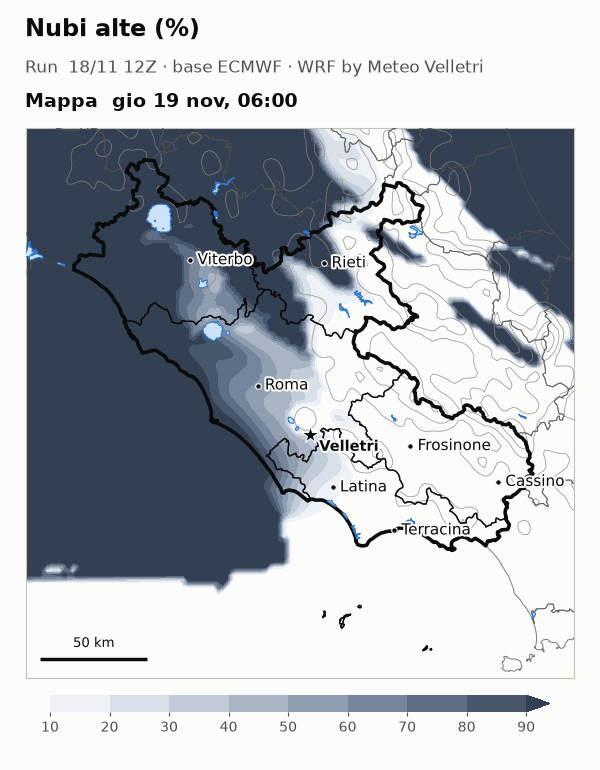 Nubi alte (%)
Run 18/11 12Z · base ECMWF · WRF by Meteo Velletri
Mappa gio 19 nov, 06:00
Viterbo
Rieti
Roma
Velletri
Frosinone
Cassino
Latina
Terracina
50 km
10 20 30 40 50 60 70 80 90